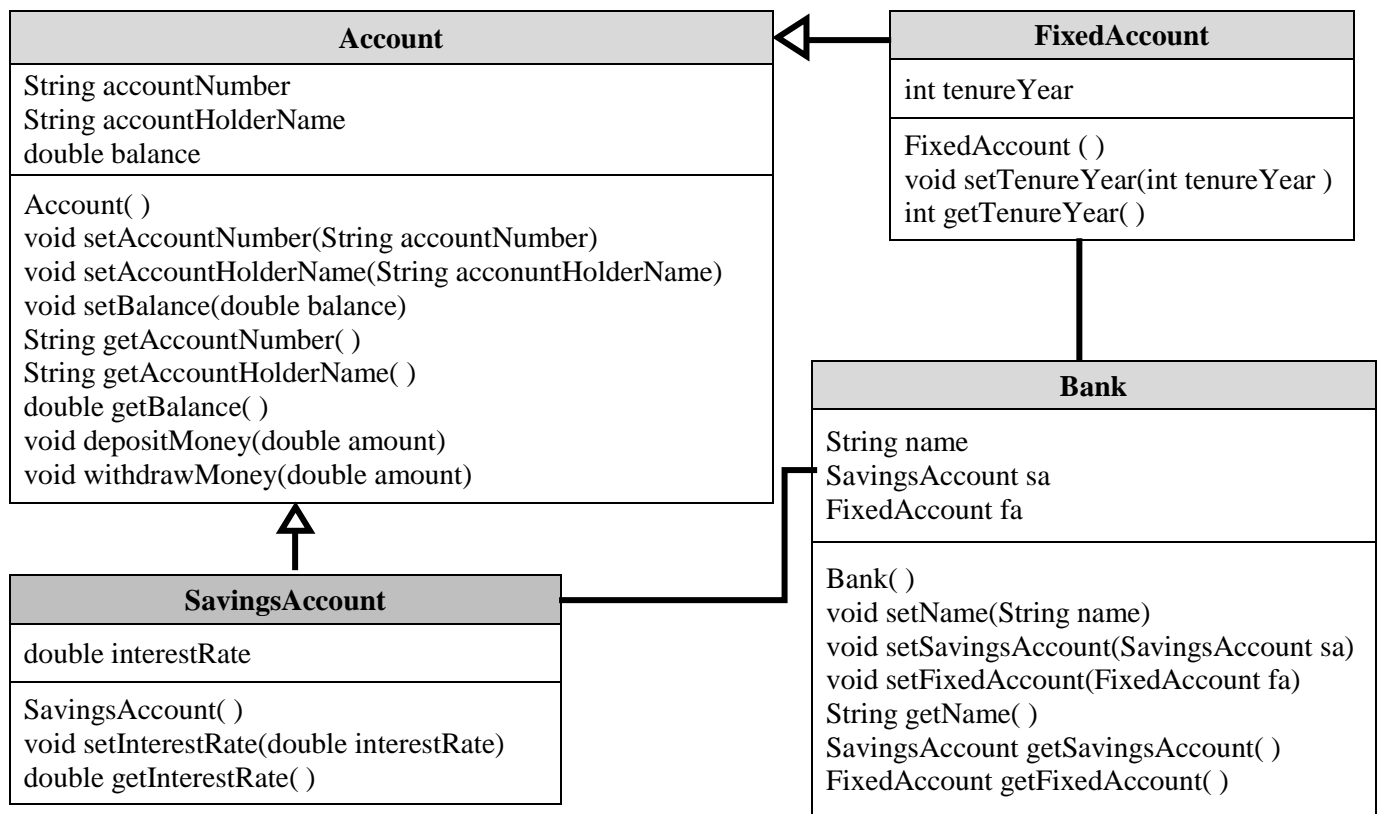 Account
String accountNumber
String accountHolderName
double balance
Account( )
void setAccountNumber(String accountNumber)
void setAccountHolderName(String acconuntHolderName)
void setBalance(double balance)
String getAccountNumber( )
String getAccountHolderName( )
double getBalance( )
void depositMoney(double amount)
void withdrawMoney(double amount)
FixedAccount
int tenureYear
FixedAccount ( )
void setTenureYear(int tenureYear )
int getTenureYear( )
SavingsAccount
double interestRate
SavingsAccount( )
void setInterestRate(double interestRate)
double getInterestRate( )
Bank
String name
SavingsAccount sa
FixedAccount fa
Bank( )
void setName(String name)
void setSavingsAccount(SavingsAccount sa)
void setFixedAccount(FixedAccount fa)
String getName( )
SavingsAccount getSavingsAccount( )
FixedAccount getFixedAccount( )